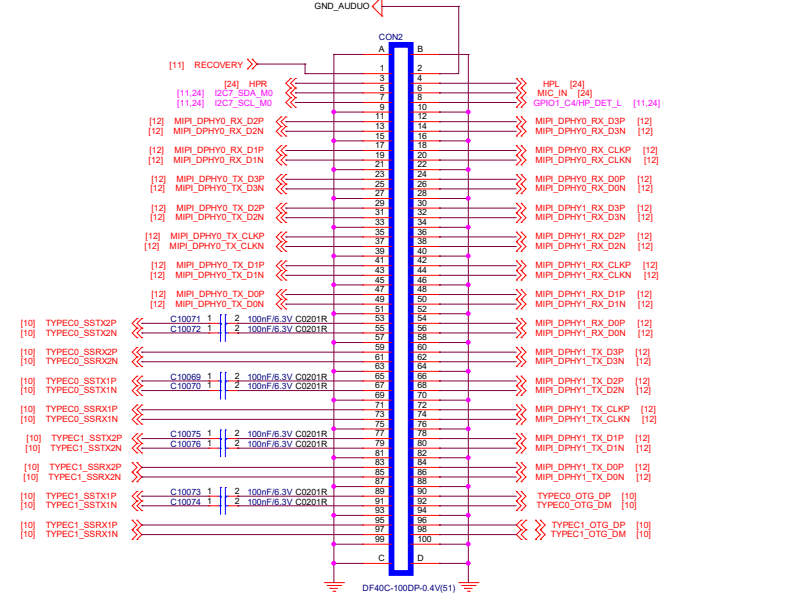 GND_AUDUO
CON2
A B
[11] RECOVERY 1 2
[24] HPR 3 4 HPL [24]
[11,24] I2C7_SDA_M0 5 6 MIC_IN [24]
[11,24] I2C7_SCL_M0 7 8 GPIO1_C4/HP_DET_L [11,24]
9 10
[12] MIPI_DPHY0_RX_D2P 11 12 MIPI_DPHY0_RX_D3P [12]
[12] MIPI_DPHY0_RX_D2N 13 14 MIPI_DPHY0_RX_D3N [12]
15 16
[12] MIPI_DPHY0_RX_D1P 17 18 MIPI_DPHY0_RX_CLKP [12]
[12] MIPI_DPHY0_RX_D1N 19 20 MIPI_DPHY0_RX_CLKN [12]
21 22
[12] MIPI_DPHY0_TX_D3P 23 24 MIPI_DPHY0_RX_D0P [12]
[12] MIPI_DPHY0_TX_D3N 25 26 MIPI_DPHY0_RX_D0N [12]
27 28
[12] MIPI_DPHY0_TX_D2P 29 30 MIPI_DPHY1_RX_D3P [12]
[12] MIPI_DPHY0_TX_D2N 31 32 MIPI_DPHY1_RX_D3N [12]
33 34
[12] MIPI_DPHY0_TX_CLKP 35 36 MIPI_DPHY1_RX_D2P [12]
[12] MIPI_DPHY0_TX_CLKN 37 38 MIPI_DPHY1_RX_D2N [12]
39 40
[12] MIPI_DPHY0_TX_D1P 41 42 MIPI_DPHY1_RX_CLKP [12]
[12] MIPI_DPHY0_TX_D1N 43 44 MIPI_DPHY1_RX_CLKN [12]
45 46
[12] MIPI_DPHY0_TX_D0P 47 48 MIPI_DPHY1_RX_D1P [12]
[12] MIPI_DPHY0_TX_D0N 49 50 MIPI_DPHY1_RX_D1N [12]
51 52
[10] TYPEC0_SSTX2P C10071 1 2 100nF/6.3V C0201R 53 54 MIPI_DPHY1_RX_D0P [12]
[10] TYPEC0_SSTX2N C10072 1 2 100nF/6.3V C0201R 55 56 MIPI_DPHY1_RX_D0N [12]
57 58
[10] TYPEC0_SSRX2P 59 60 MIPI_DPHY1_TX_D3P [12]
[10] TYPEC0_SSRX2N 61 62 MIPI_DPHY1_TX_D3N [12]
63 64
[10] TYPEC0_SSTX1P C10069 1 2 100nF/6.3V C0201R 65 66 MIPI_DPHY1_TX_D2P [12]
[10] TYPEC0_SSTX1N C10070 1 2 100nF/6.3V C0201R 67 68 MIPI_DPHY1_TX_D2N [12]
69 70
[10] TYPEC0_SSRX1P 71 72 MIPI_DPHY1_TX_CLKP [12]
[10] TYPEC0_SSRX1N 73 74 MIPI_DPHY1_TX_CLKN [12]
75 76
[10] TYPEC1_SSTX2P C10075 1 2 100nF/6.3V C0201R 77 78 MIPI_DPHY1_TX_D1P [12]
[10] TYPEC1_SSTX2N C10076 1 2 100nF/6.3V C0201R 79 80 MIPI_DPHY1_TX_D1N [12]
81 82
[10] TYPEC1_SSRX2P 83 84 MIPI_DPHY1_TX_D0P [12]
[10] TYPEC1_SSRX2N 85 86 MIPI_DPHY1_TX_D0N [12]
87 88
[10] TYPEC1_SSTX1P C10073 1 2 100nF/6.3V C0201R 89 90 TYPEC0_OTG_DP [10]
[10] TYPEC1_SSTX1N C10074 1 2 100nF/6.3V C0201R 91 92 TYPEC0_OTG_DM [10]
93 94
[10] TYPEC1_SSRX1P 95 96 TYPEC1_OTG_DP [10]
[10] TYPEC1_SSRX1N 97 98 TYPEC1_OTG_DM [10]
99 100
C D
DF40C-100DP-0.4V(51)